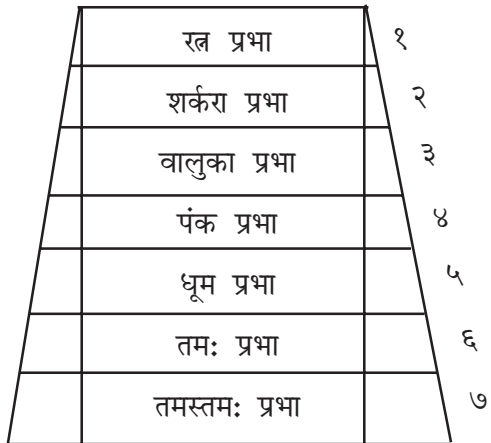 रत्न प्रभा १
शर्करा प्रभा २
वालुका प्रभा ३
पंक प्रभा ४
धूम प्रभा ५
तम: प्रभा ६
तमस्तम: प्रभा ७